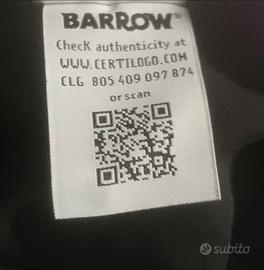 BARROW®
Check authenticity at
WWW.CERTILOGO.COM
CLG 805 409 097 874
or scan
subito